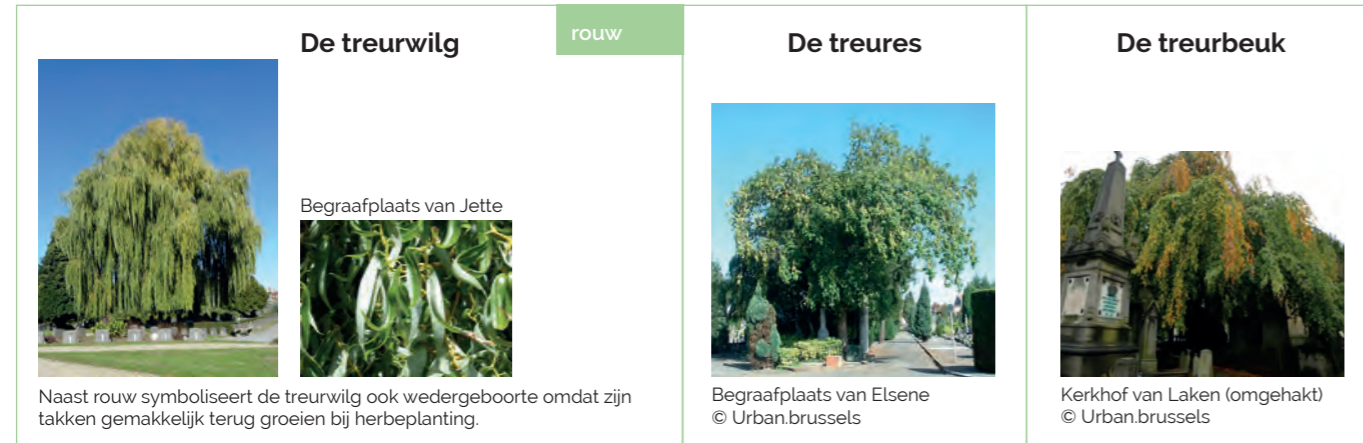 De treurwilg
rouw
Begraafplaats van Jette
Naast rouw symboliseert de treurwilg ook wedergeboorte omdat zijn
takken gemakkelijk terug groeien bij herbeplanting.
De treures
Begraafplaats van Elsene
© Urban.brussels
De treurbeuk
Kerkhof van Laken (omgehakt)
© Urban.brussels